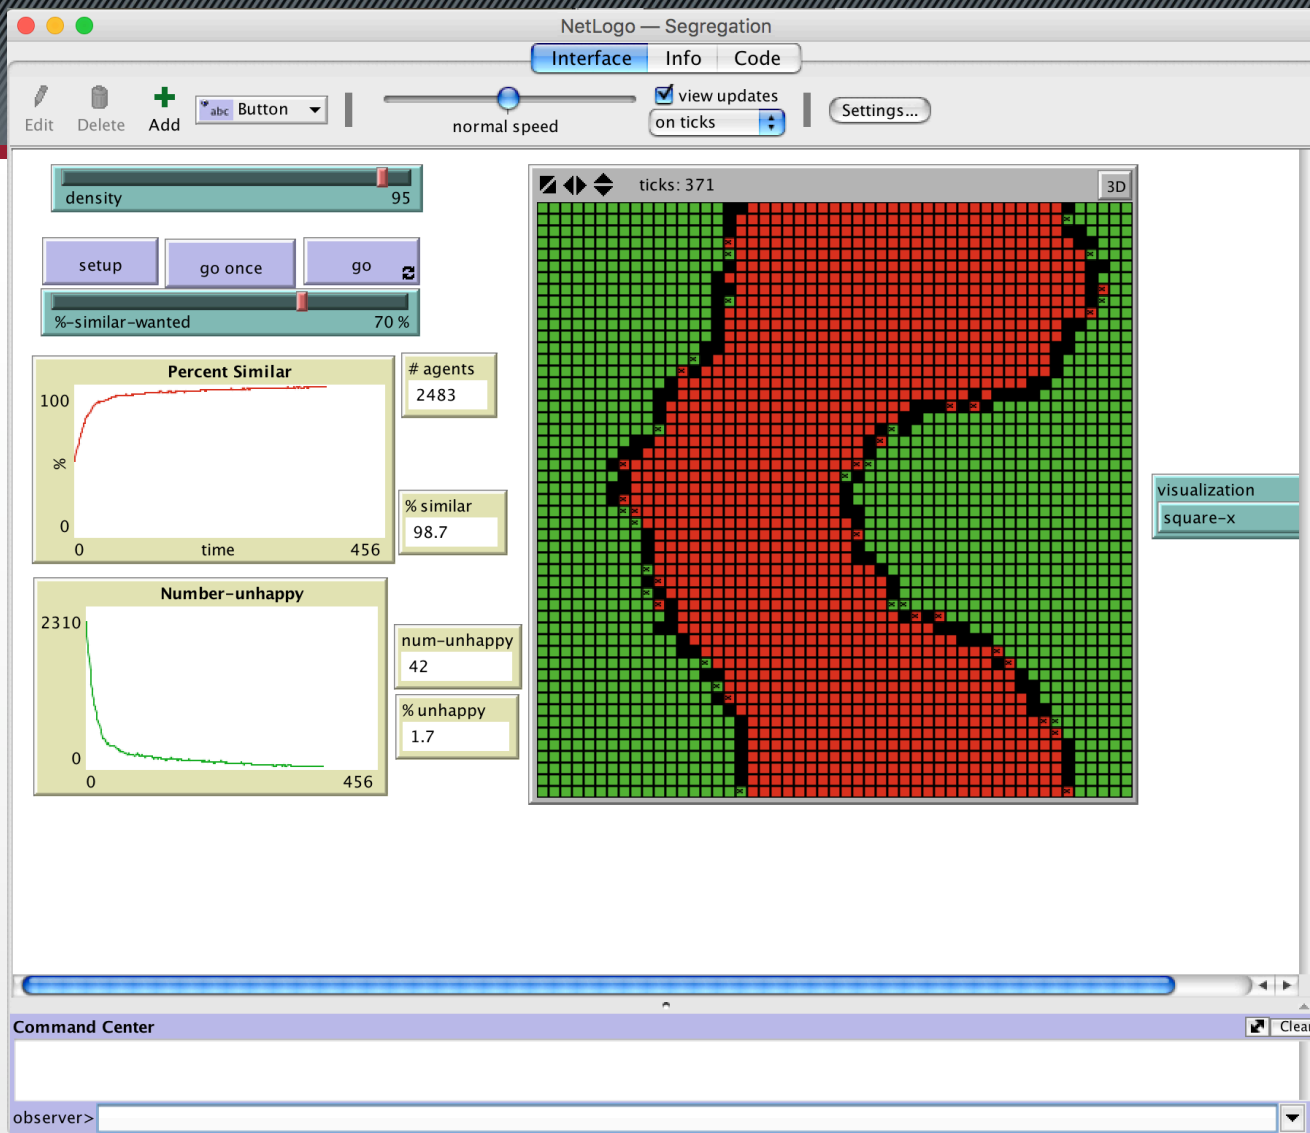 NetLogo — Segregation
Interface Info Code
Edit Delete Add abc Button normal speed view updates on ticks Settings...
density 95
setup go once go
%-similar-wanted 70 %
Percent Similar
100
%
0
0 time 456
# agents
2483
% similar
98.7
Number-unhappy
2310
0
0 456
num-unhappy
42
% unhappy
1.7
ticks: 371 3D
visualization
square-x
Command Center
observer>